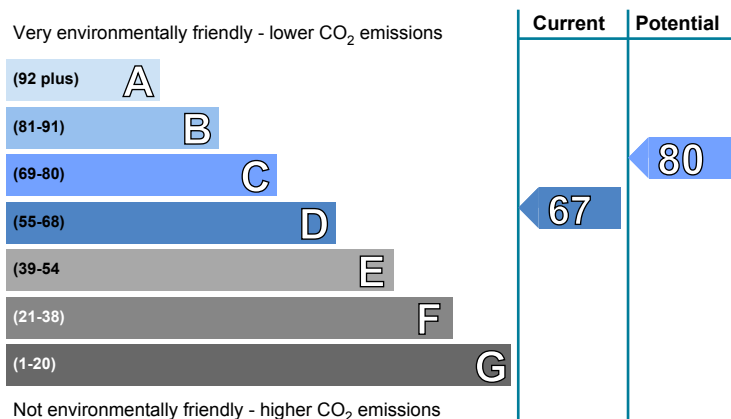 Very environmentally friendly - lower CO2 emissions
Current
Potential
(92 plus) A
(81-91) B
(69-80) C
80
(55-68) D
67
(39-54 E
(21-38) F
(1-20) G
Not environmentally friendly - higher CO2 emissions